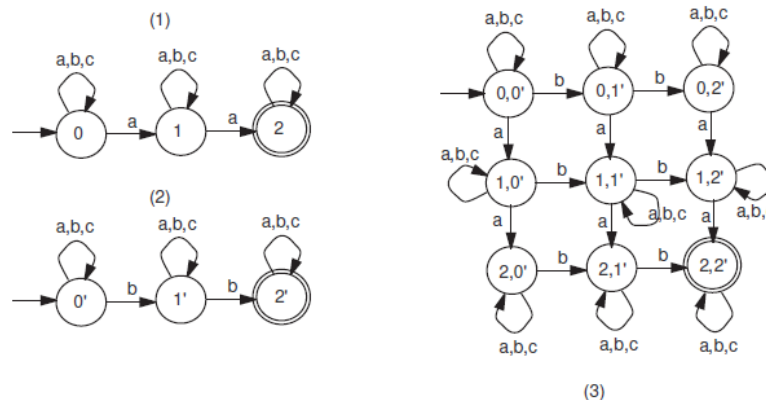 (1)
a,b,c a,b,c a,b,c
0 a 1 a 2
(2)
a,b,c a,b,c a,b,c
0' b 1' b 2'
a,b,c a,b,c a,b,c
0,0' b 0,1' b 0,2'
a a a
a,b,c 1,0' b 1,1' b 1,2' a,b,c
a,b,c
a a a
2,0' b 2,1' b 2,2'
a,b,c a,b,c a,b,c
(3)